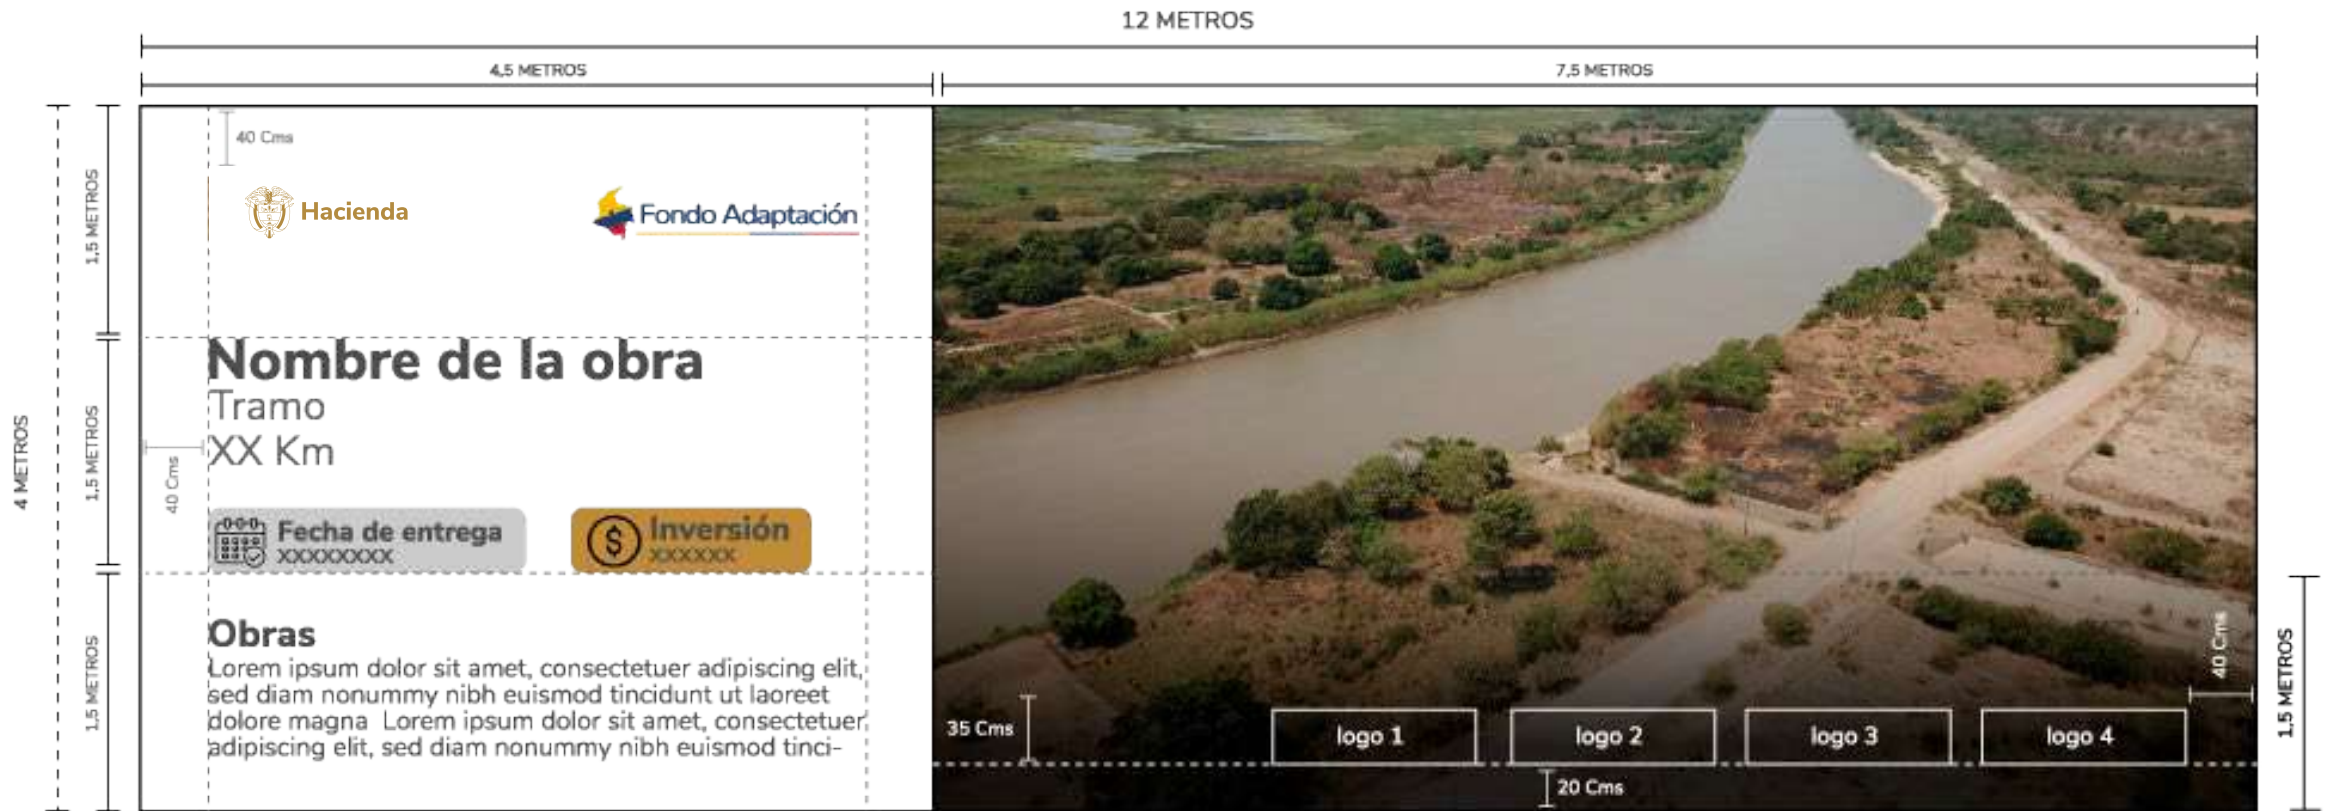 12 METROS
4,5 METROS
7,5 METROS
4 METROS
1,5 METROS
40 Cms
Hacienda
Fondo Adaptación
1,5 METROS
Nombre de la obra
Tramo
XX Km
40 Cms
Fecha de entrega
XXXXXXXXX
Inversión
XXXXXX
1,5 METROS
Obras
Lorem ipsum dolor sit amet, consectetuer adipiscing elit,
sed diam nonummy nibh euismod tincidunt ut laoreet
dolore magna Lorem ipsum dolor sit amet, consectetuer
adipiscing elit, sed diam nonummy nibh euismod tinci-
35 Cms
logo 1
logo 2
logo 3
logo 4
20 Cms
40 Cms
1,5 METROS